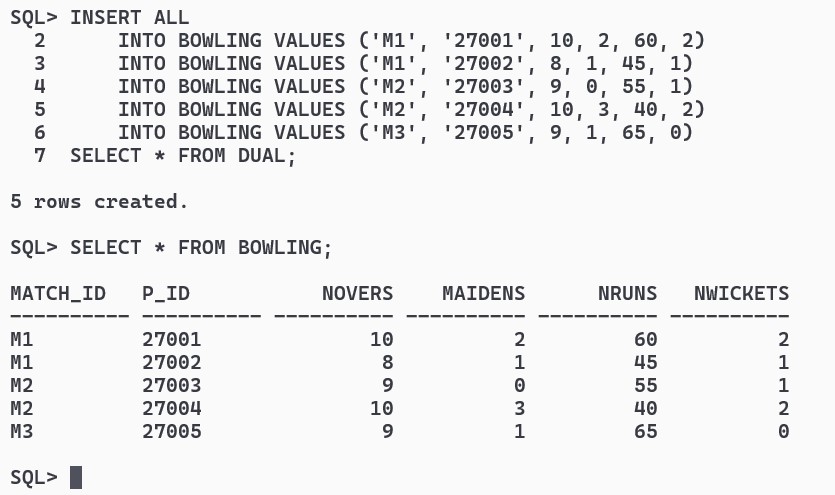 SQL> INSERT ALL
  2      INTO BOWLING VALUES ('M1', '27001', 10, 2, 60, 2)
  3      INTO BOWLING VALUES ('M1', '27002', 8, 1, 45, 1)
  4      INTO BOWLING VALUES ('M2', '27003', 9, 0, 55, 1)
  5      INTO BOWLING VALUES ('M2', '27004', 10, 3, 40, 2)
  6      INTO BOWLING VALUES ('M3', '27005', 9, 1, 65, 0)
  7  SELECT * FROM DUAL;

5 rows created.

SQL> SELECT * FROM BOWLING;

MATCH_ID   P_ID           NOVERS    MAIDENS      NRUNS   NWICKETS
---------- ---------- ---------- ---------- ---------- ----------
M1         27001              10          2         60          2
M1         27002               8          1         45          1
M2         27003               9          0         55          1
M2         27004              10          3         40          2
M3         27005               9          1         65          0

SQL>